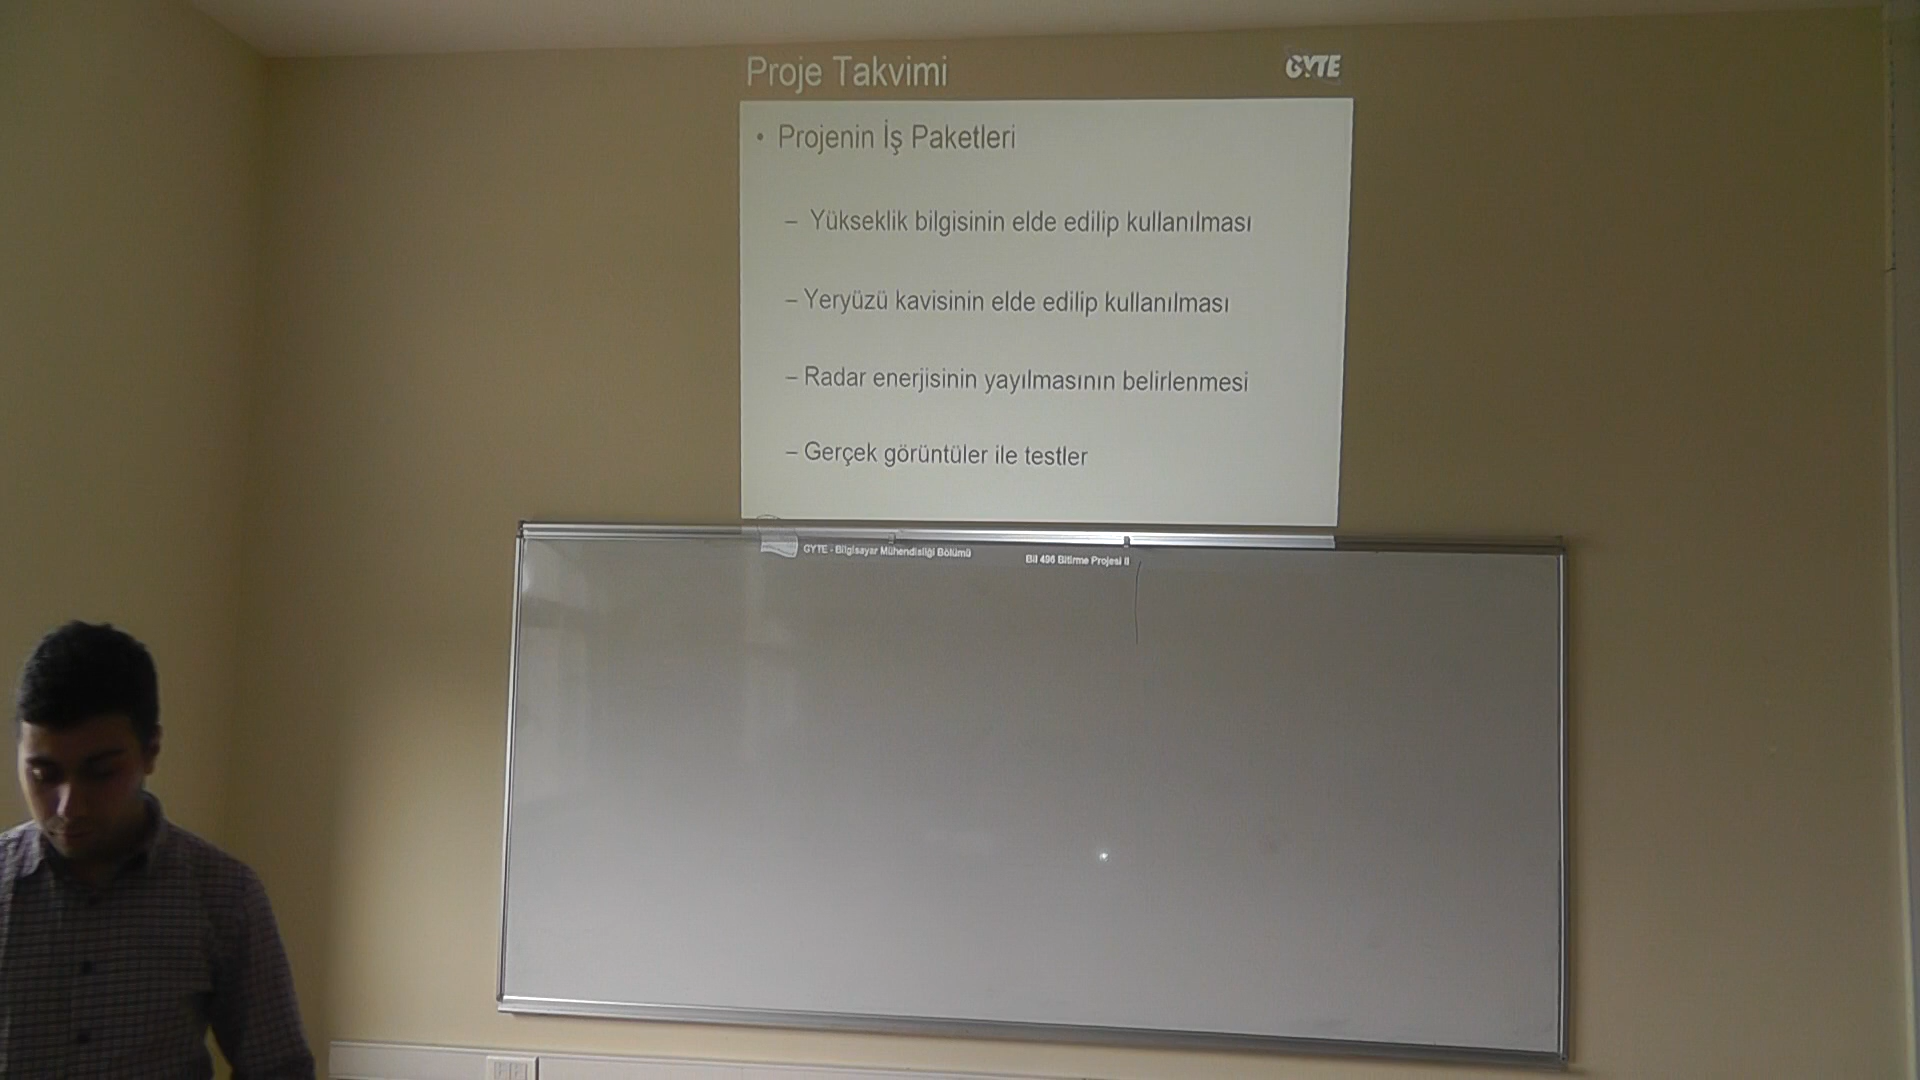 Proje Takvimi
GYTE
• Projenin İş Paketleri
– Yükseklik bilgisinin elde edilip kullanılması
– Yeryüzü kavisinin elde edilip kullanılması
– Radar enerjisinin yayılmasının belirlenmesi
– Gerçek görüntüler ile testler
GYTE - Bilgisayar Mühendisliği Bölümü
Bil 496 Bitirme Projesi II